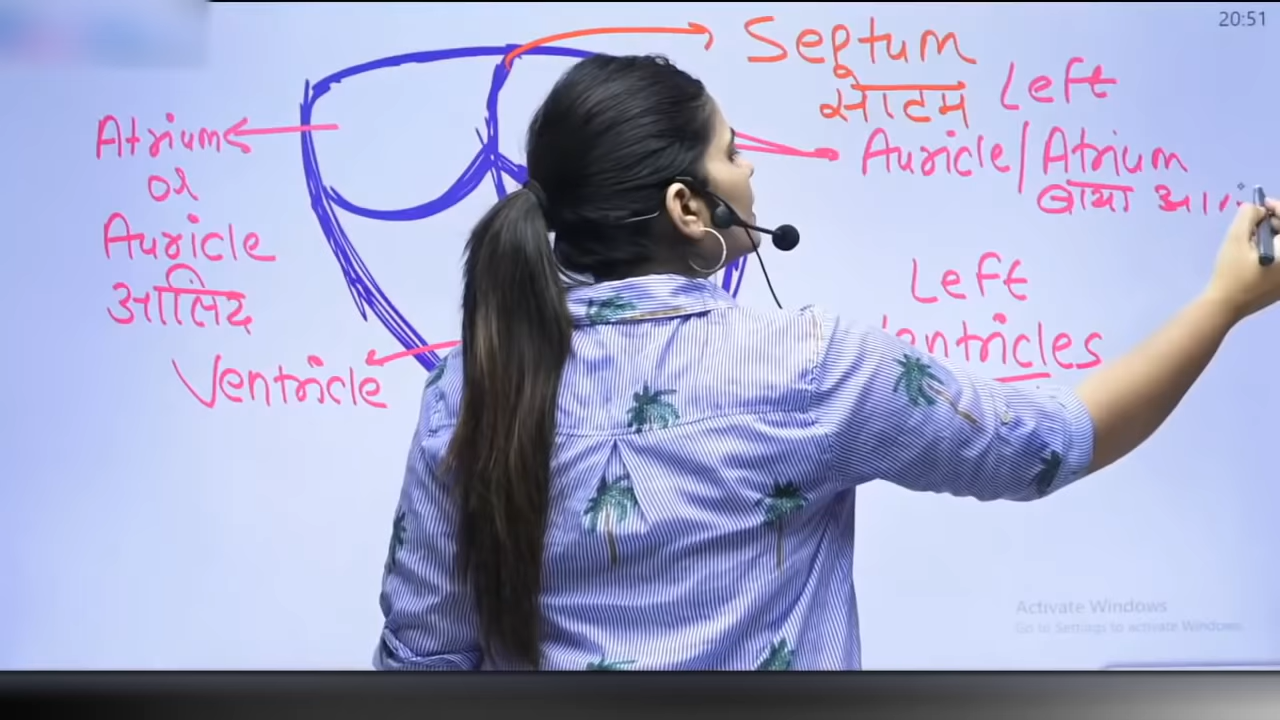 20:51
Septum
सेप्टम
Left
Auricle/Atrium
बाया
Atrium
or
Auricle
आलिंद
Left
Ventricles
Ventricle
Activate Windows
Go to Settings to activate Windows.